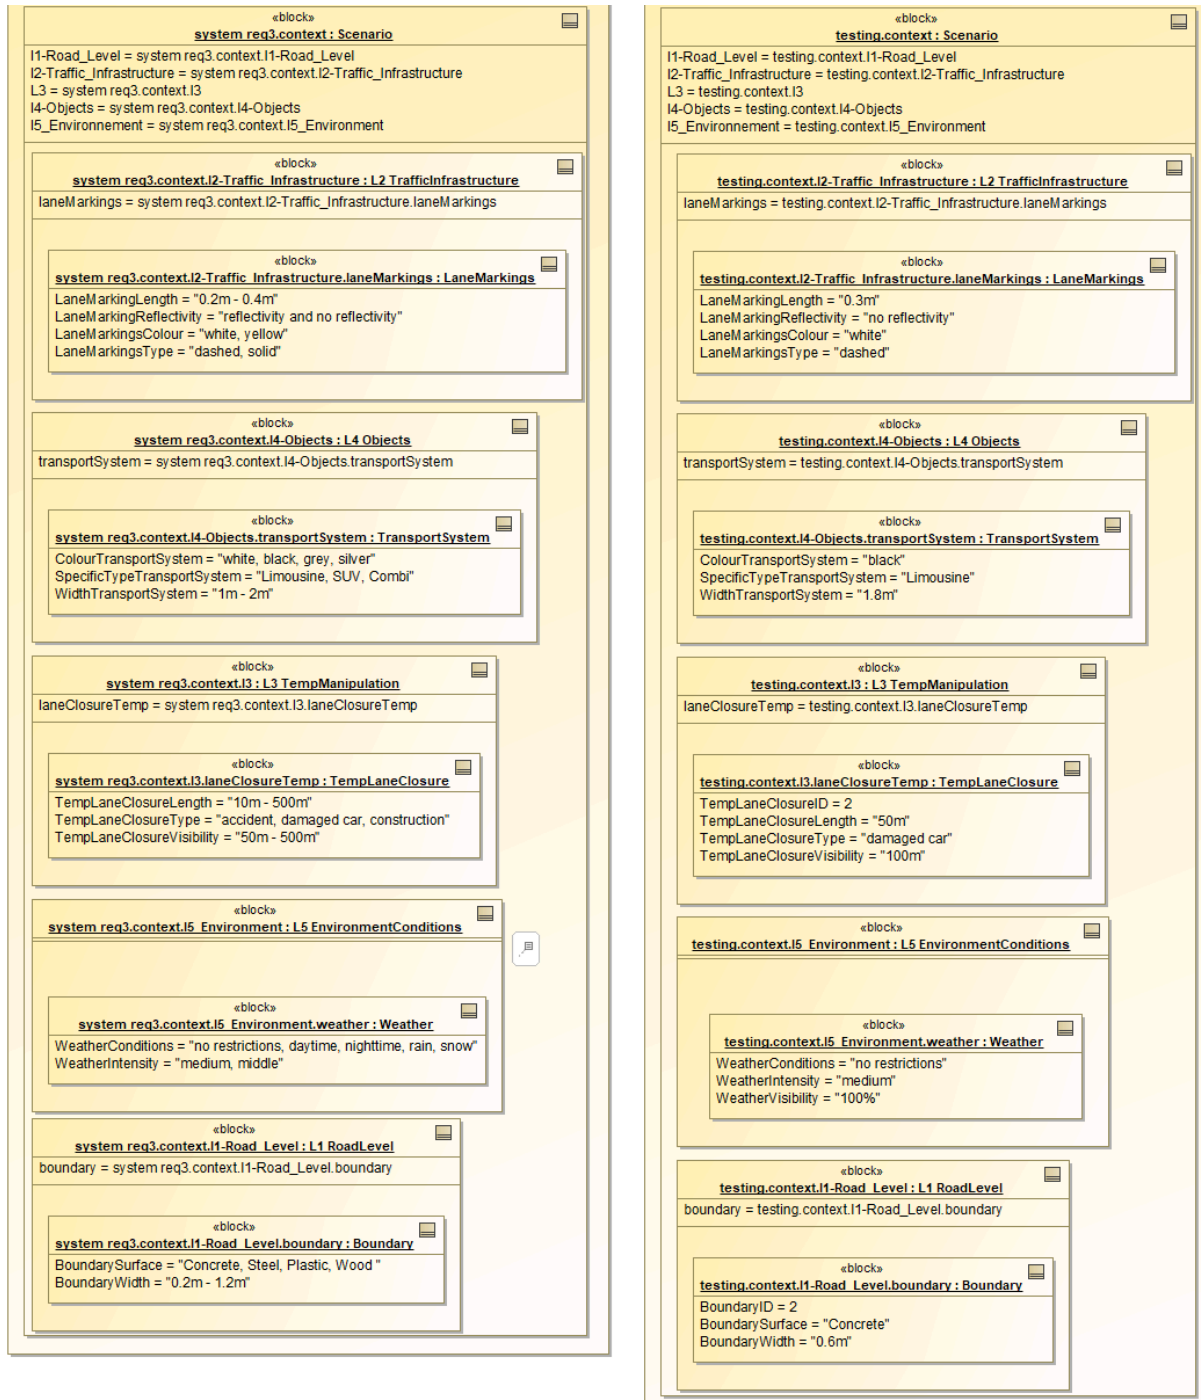 «block»
system req3.context : Scenario
l1-Road_Level = system req3.context.l1-Road_Level
l2-Traffic_Infrastructure = system req3.context.l2-Traffic_Infrastructure
L3 = system req3.context.l3
l4-Objects = system req3.context.l4-Objects
l5_Environnement = system req3.context.l5_Environment
«block»
system req3.context.l2-Traffic_Infrastructure : L2 TrafficInfrastructure
laneMarkings = system req3.context.l2-Traffic_Infrastructure.laneMarkings
«block»
system req3.context.l2-Traffic_Infrastructure.laneMarkings : LaneMarkings
LaneMarkingLength = "0.2m - 0.4m"
LaneMarkingReflectivity = "reflectivity and no reflectivity"
LaneMarkingsColour = "white, yellow"
LaneMarkingsType = "dashed, solid"
«block»
system req3.context.l4-Objects : L4 Objects
transportSystem = system req3.context.l4-Objects.transportSystem
«block»
system req3.context.l4-Objects.transportSystem : TransportSystem
ColourTransportSystem = "white, black, grey, silver"
SpecificTypeTransportSystem = "Limousine, SUV, Combi"
WidthTransportSystem = "1m - 2m"
«block»
system req3.context.l3 : L3 TempManipulation
laneClosureTemp = system req3.context.l3.laneClosureTemp
«block»
system req3.context.l3.laneClosureTemp : TempLaneClosure
TempLaneClosureLength = "10m - 500m"
TempLaneClosureType = "accident, damaged car, construction"
TempLaneClosureVisibility = "50m - 500m"
«block»
system req3.context.l5_Environment : L5 EnvironmentConditions
«block»
system req3.context.l5_Environment.weather : Weather
WeatherConditions = "no restrictions, daytime, nighttime, rain, snow"
WeatherIntensity = "medium, middle"
«block»
system req3.context.l1-Road_Level : L1 RoadLevel
boundary = system req3.context.l1-Road_Level.boundary
«block»
system req3.context.l1-Road_Level.boundary : Boundary
BoundarySurface = "Concrete, Steel, Plastic, Wood "
BoundaryWidth = "0.2m - 1.2m"
«block»
testing.context : Scenario
l1-Road_Level = testing.context.l1-Road_Level
l2-Traffic_Infrastructure = testing.context.l2-Traffic_Infrastructure
L3 = testing.context.l3
l4-Objects = testing.context.l4-Objects
l5_Environnement = testing.context.l5_Environment
«block»
testing.context.l2-Traffic_Infrastructure : L2 TrafficInfrastructure
laneMarkings = testing.context.l2-Traffic_Infrastructure.laneMarkings
«block»
testing.context.l2-Traffic_Infrastructure.laneMarkings : LaneMarkings
LaneMarkingLength = "0.3m"
LaneMarkingReflectivity = "no reflectivity"
LaneMarkingsColour = "white"
LaneMarkingsType = "dashed"
«block»
testing.context.l4-Objects : L4 Objects
transportSystem = testing.context.l4-Objects.transportSystem
«block»
testing.context.l4-Objects.transportSystem : TransportSystem
ColourTransportSystem = "black"
SpecificTypeTransportSystem = "Limousine"
WidthTransportSystem = "1.8m"
«block»
testing.context.l3 : L3 TempManipulation
laneClosureTemp = testing.context.l3.laneClosureTemp
«block»
testing.context.l3.laneClosureTemp : TempLaneClosure
TempLaneClosureID = 2
TempLaneClosureLength = "50m"
TempLaneClosureType = "damaged car"
TempLaneClosureVisibility = "100m"
«block»
testing.context.l5_Environment : L5 EnvironmentConditions
«block»
testing.context.l5_Environment.weather : Weather
WeatherConditions = "no restrictions"
WeatherIntensity = "medium"
WeatherVisibility = "100%"
«block»
testing.context.l1-Road_Level : L1 RoadLevel
boundary = testing.context.l1-Road_Level.boundary
«block»
testing.context.l1-Road_Level.boundary : Boundary
BoundaryID = 2
BoundarySurface = "Concrete"
BoundaryWidth = "0.6m"